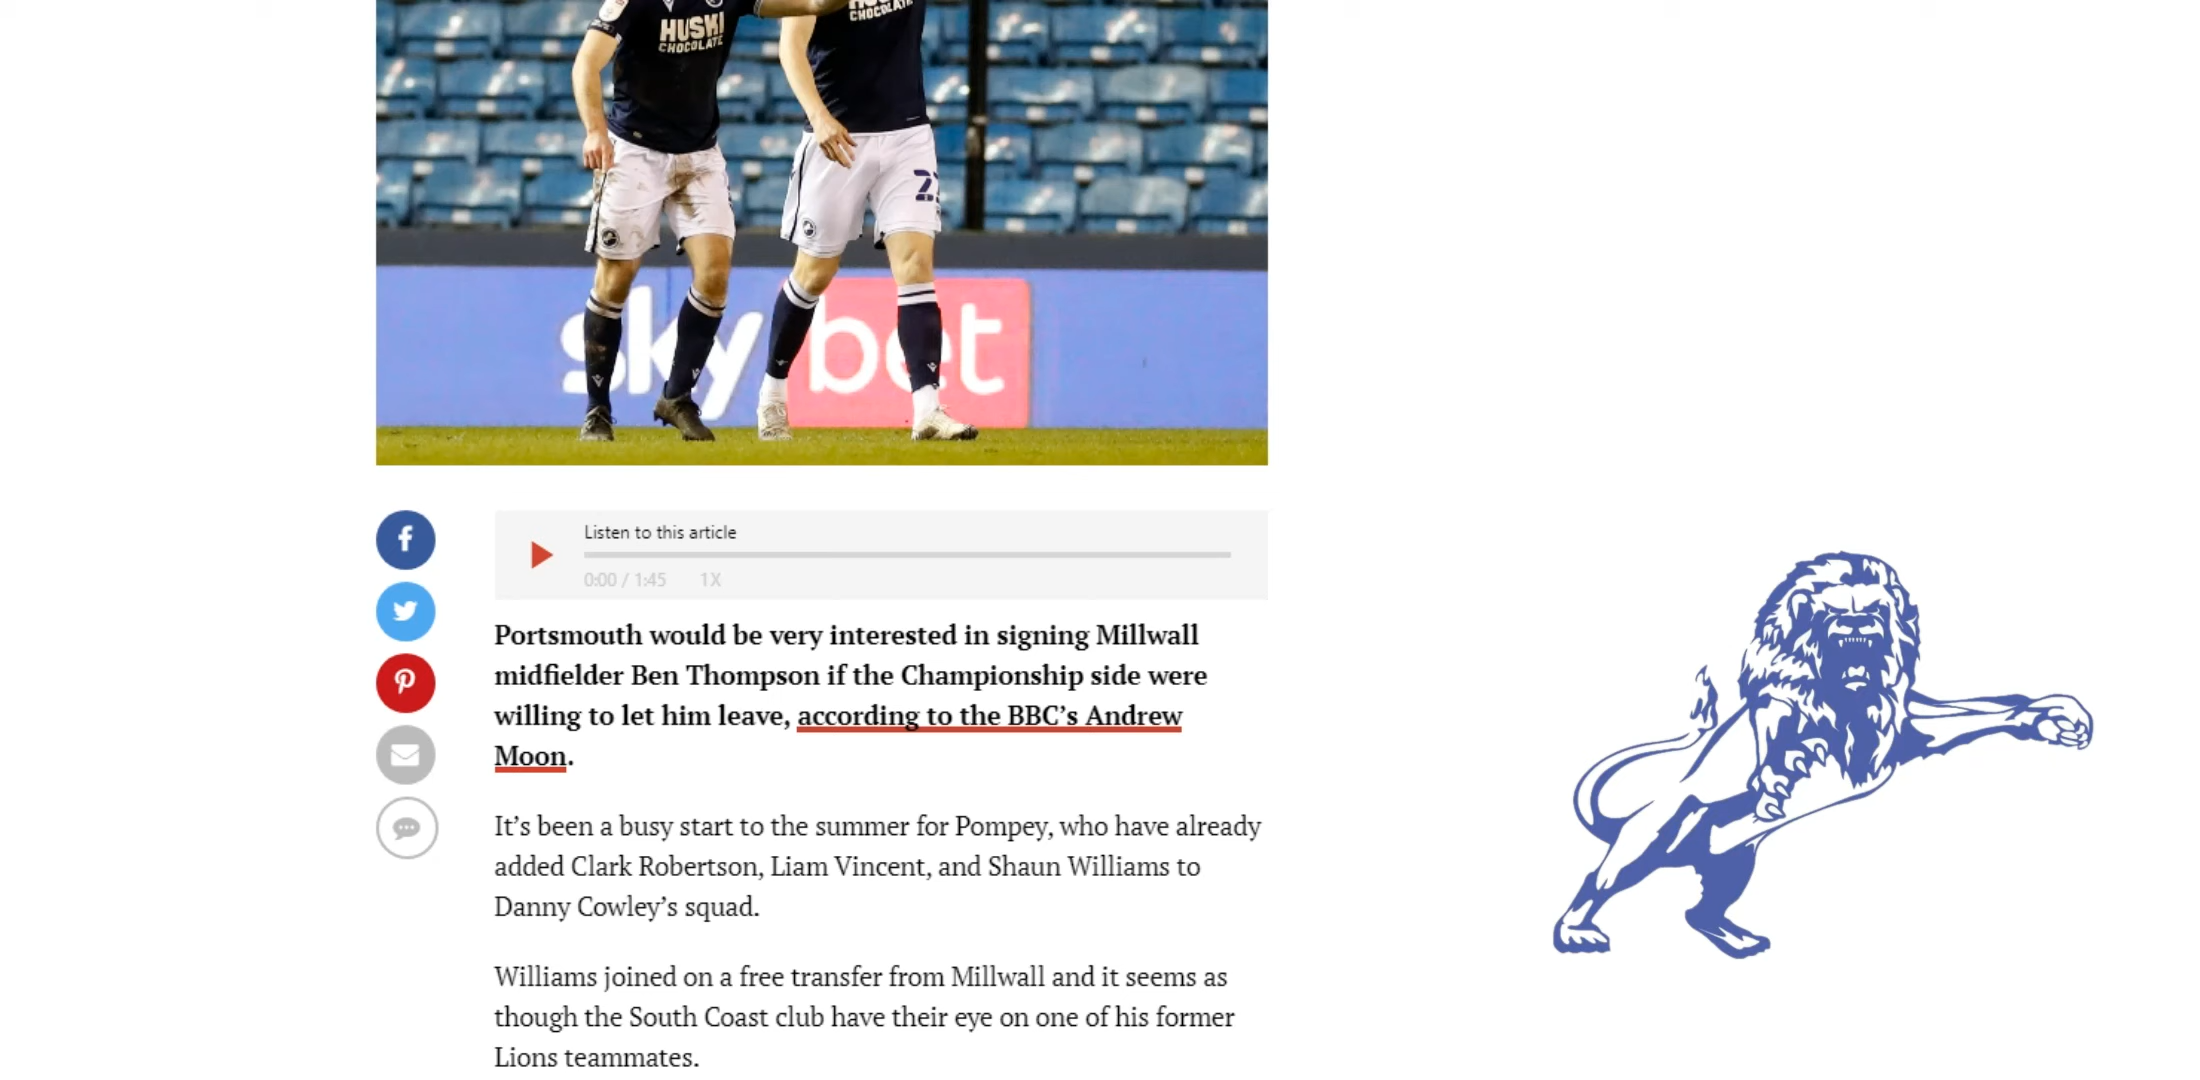 HUSKI
CHOCOLATE
CHOCOLATE
sky bet
Listen to this article
0:00 / 1:45 1X
Portsmouth would be very interested in signing Millwall
midfielder Ben Thompson if the Championship side were
willing to let him leave, according to the BBC’s Andrew
Moon.
It’s been a busy start to the summer for Pompey, who have already
added Clark Robertson, Liam Vincent, and Shaun Williams to
Danny Cowley’s squad.
Williams joined on a free transfer from Millwall and it seems as
though the South Coast club have their eye on one of his former
Lions teammates.